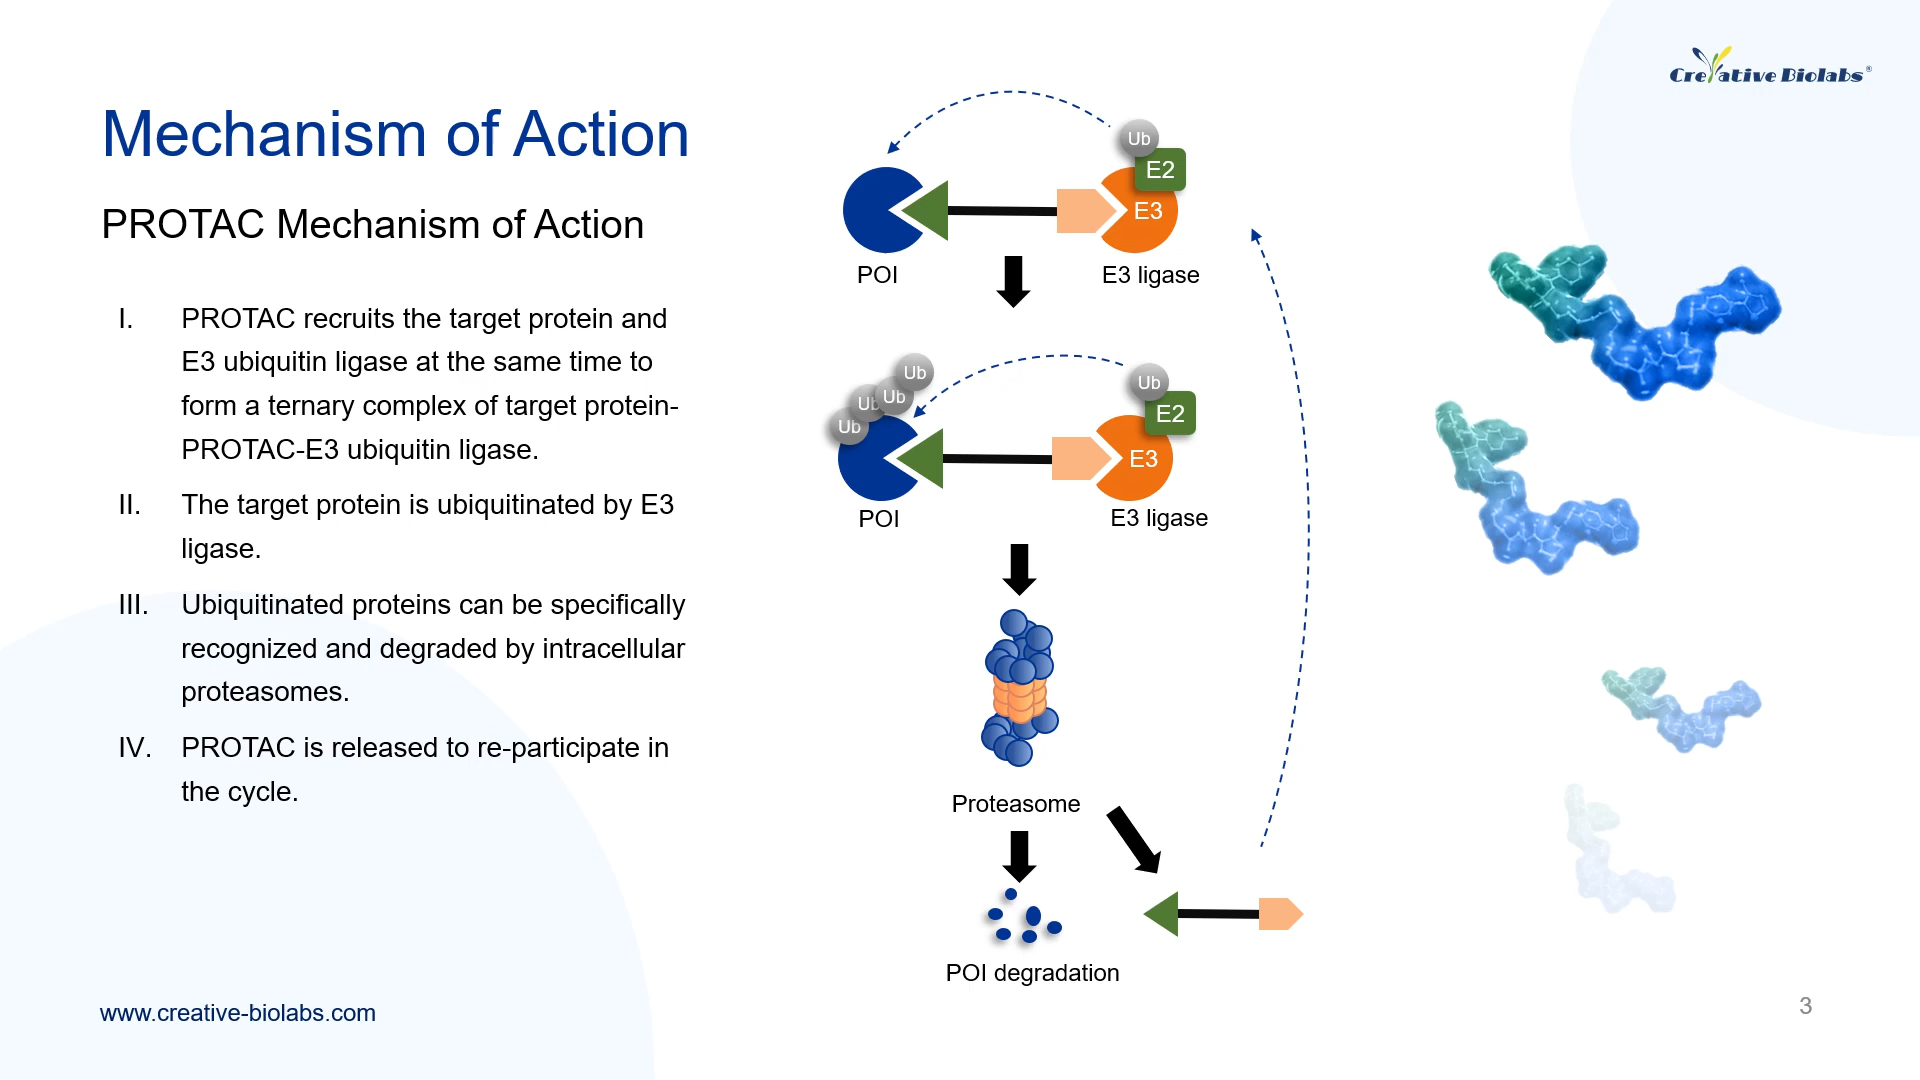 Creative Biolabs®
Mechanism of Action
PROTAC Mechanism of Action
I. PROTAC recruits the target protein and
E3 ubiquitin ligase at the same time to
form a ternary complex of target protein-
PROTAC-E3 ubiquitin ligase.
II. The target protein is ubiquitinated by E3
ligase.
III. Ubiquitinated proteins can be specifically
recognized and degraded by intracellular
proteasomes.
IV. PROTAC is released to re-participate in
the cycle.
Ub
E2
E3
POI
E3 ligase
Ub
Ub
Ub
Ub
Ub
E2
E3
POI
E3 ligase
Proteasome
POI degradation
www.creative-biolabs.com
3